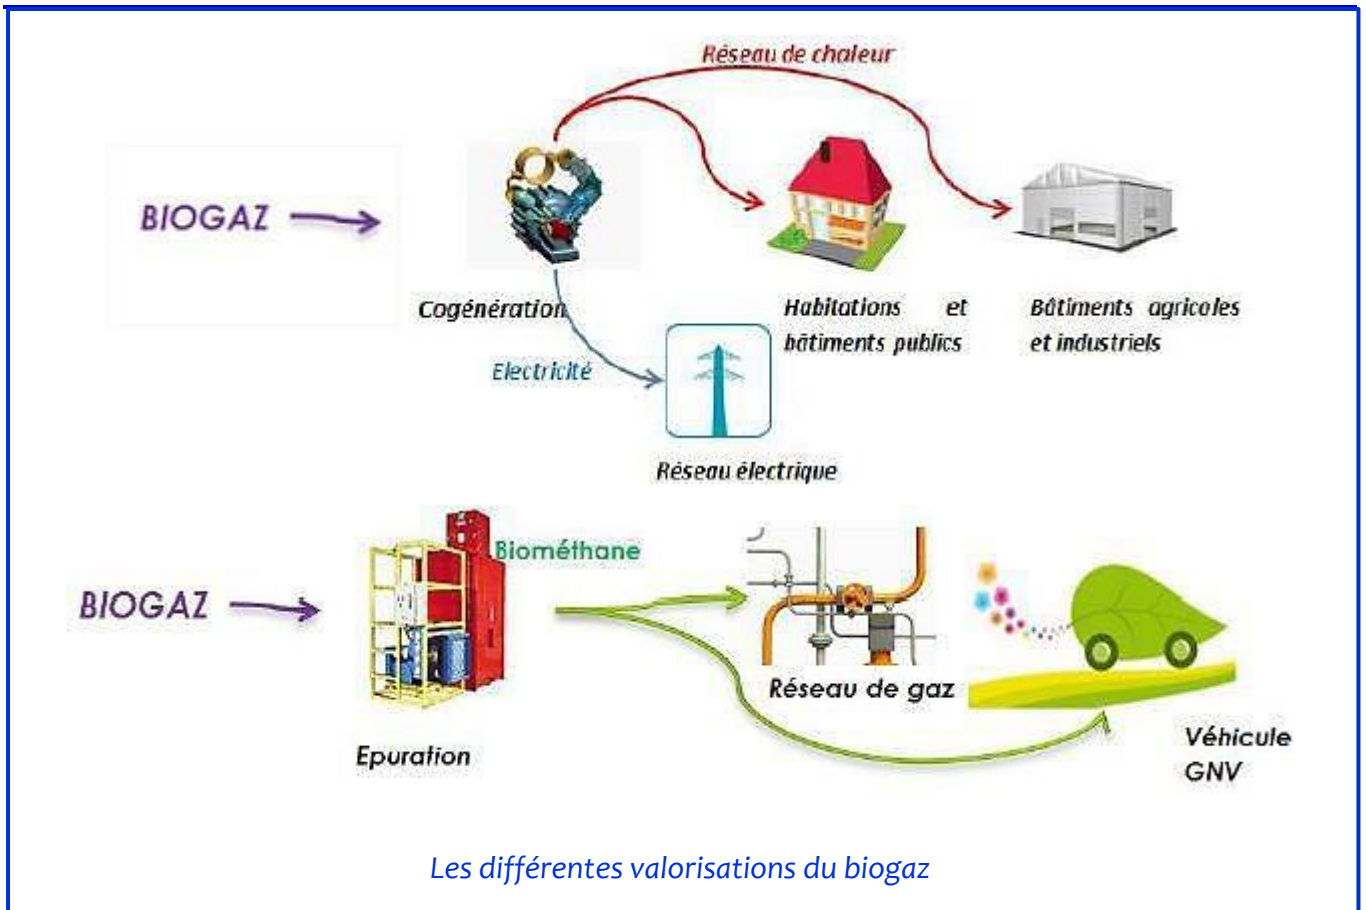 Réseau de chaleur
BIOGAZ
Cogénération
Habitations et
bâtiments publics
Bâtiments agricoles
et industriels
Electricité
Réseau électrique
Biométhane
BIOGAZ
Réseau de gaz
Epuration
Véhicule
GNV
Les différentes valorisations du biogaz